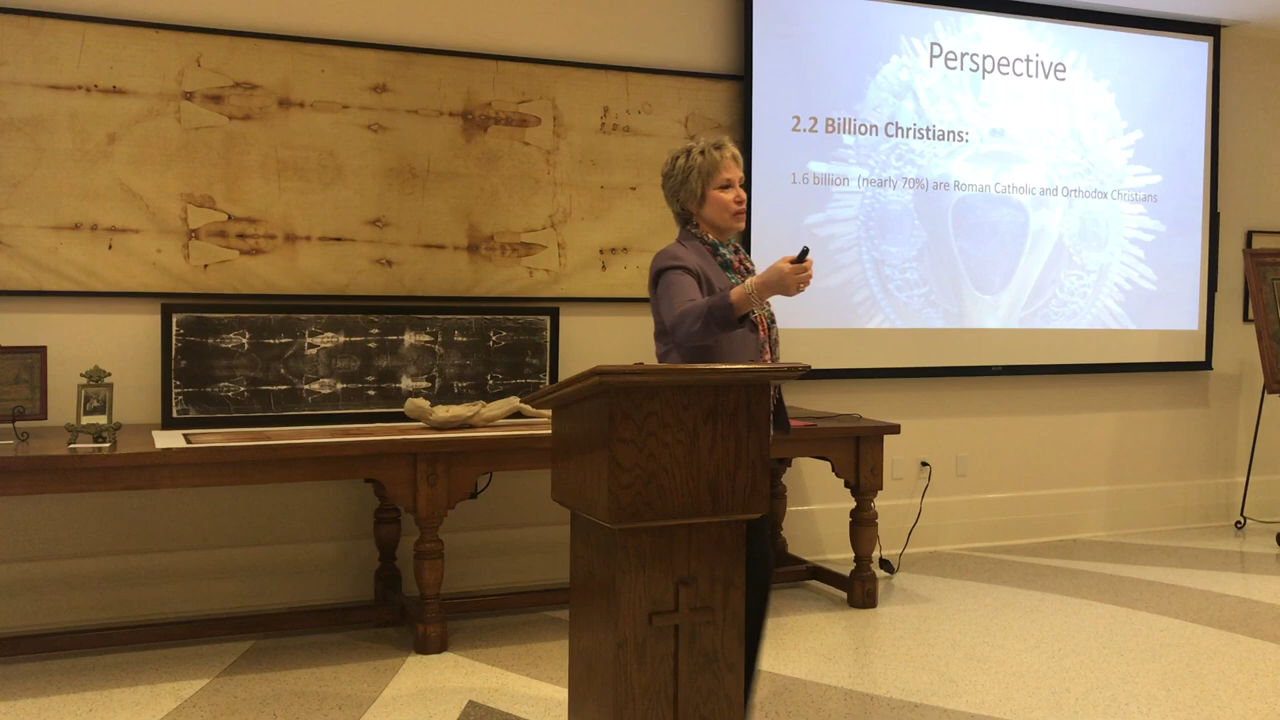 Perspective
2.2 Billion Christians:
1.6 billion (nearly 70%) are Roman Catholic and Orthodox Christians